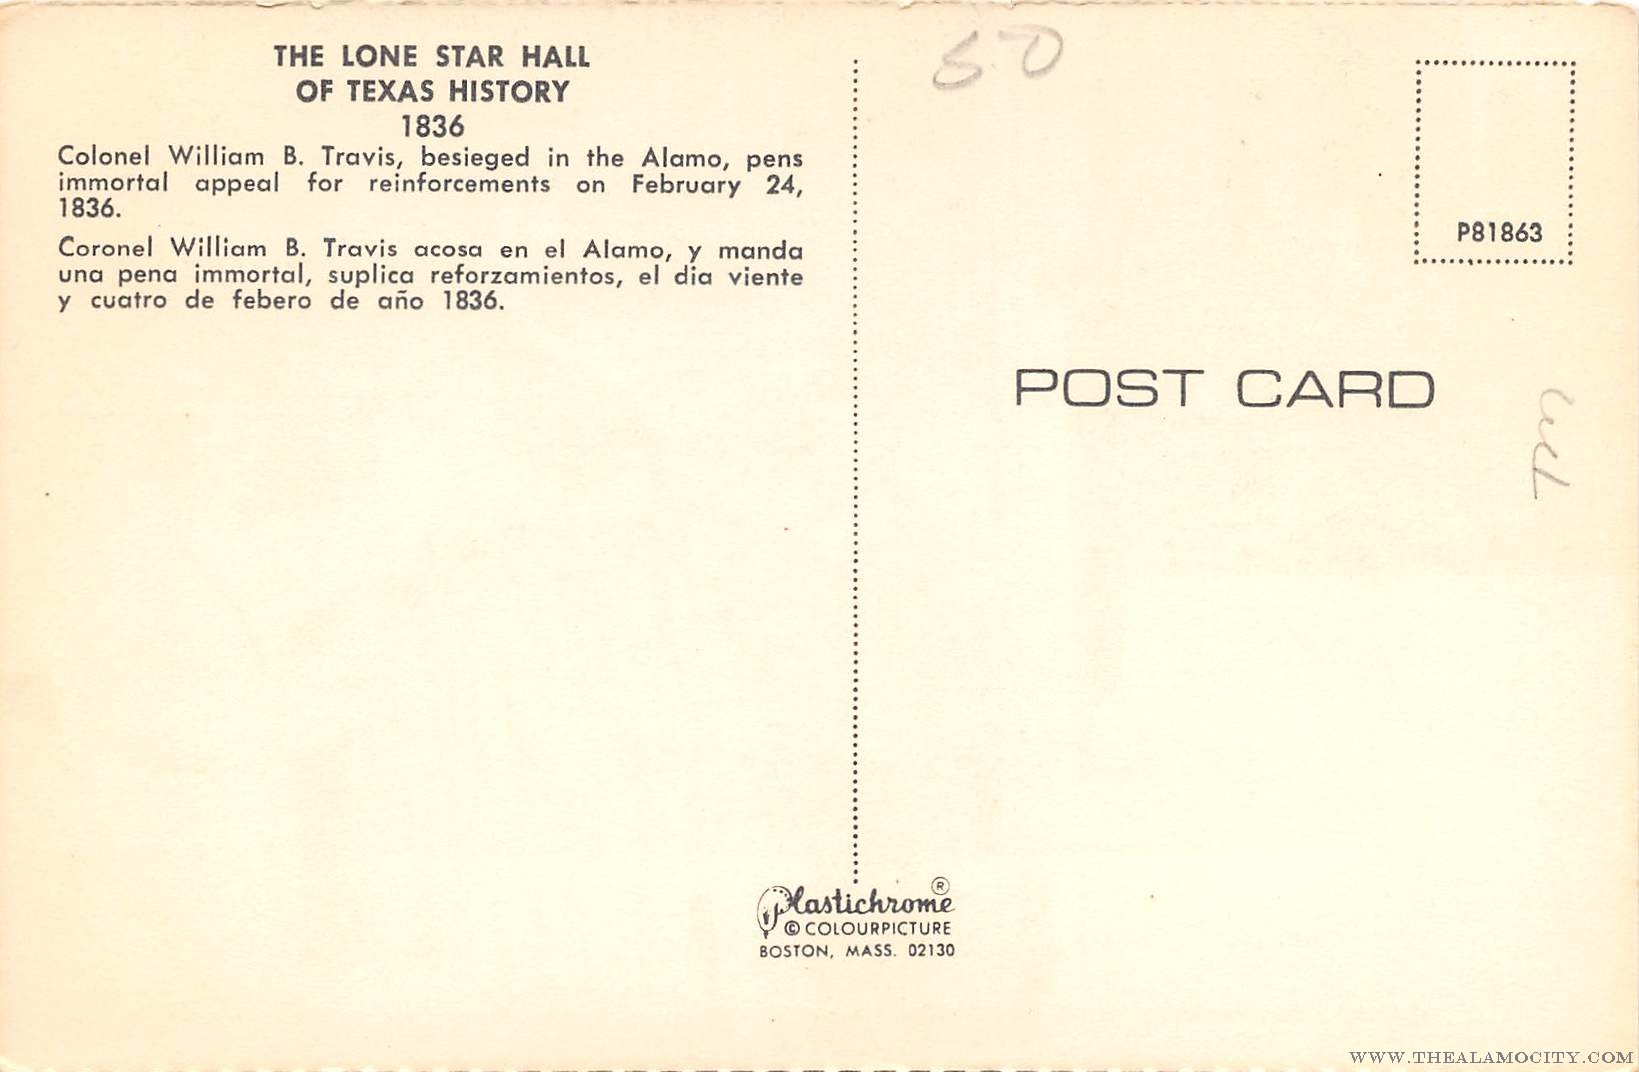 THE LONE STAR HALL
OF TEXAS HISTORY
1836
Colonel William B. Travis, besieged in the Alamo, pens
immortal appeal for reinforcements on February 24,
1836.
Coronel William B. Travis acosa en el Alamo, y manda
una pena immortal, suplica reforzamientos, el dia viente
y cuatro de febero de año 1836.
50
P81863
POST CARD
Plastichrome ®
© COLOURPICTURE
BOSTON, MASS. 02130
WWW.THEALAMOCITY.COM